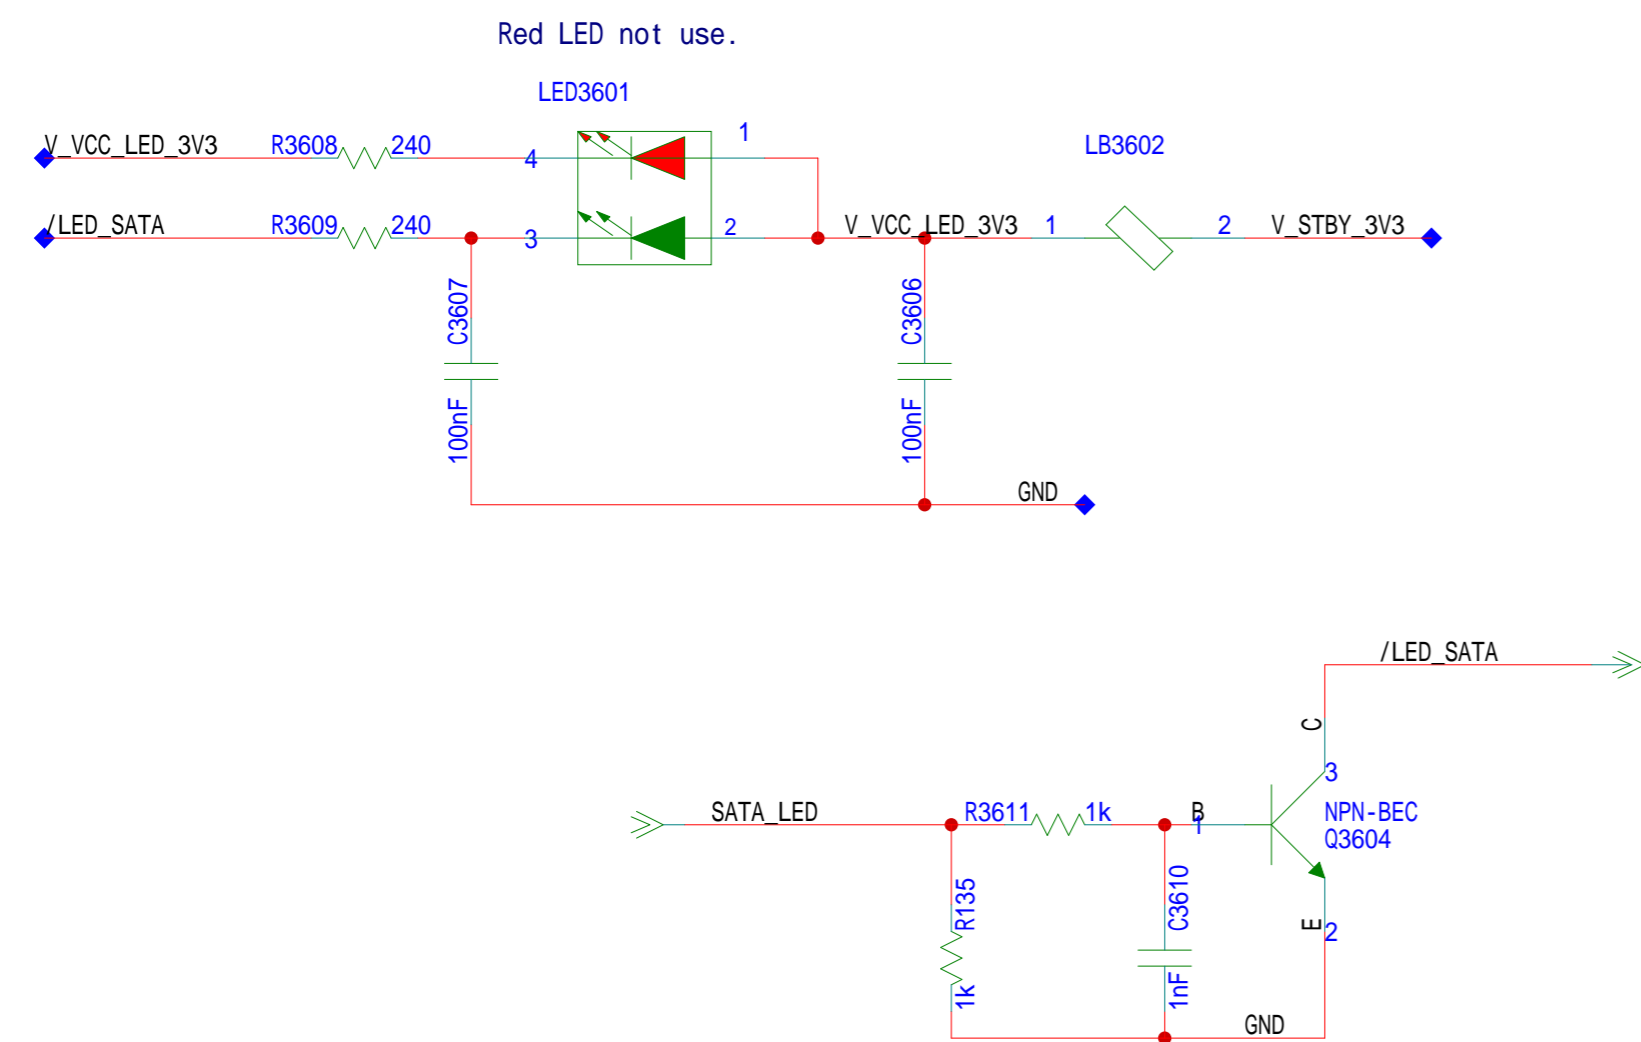 Red LED not use.
LED3601
V_VCC_LED_3V3 R3608 240 4 1 LB3602
/LED_SATA R3609 240 3 2 V_VCC_LED_3V3 1 2 V_STBY_3V3
C3607 C3606
100nF 100nF
GND
/LED_SATA
C
3
SATA_LED R3611 1k B 1 NPN-BEC
Q3604
R135 C3610 E 2
1k 1nF
GND